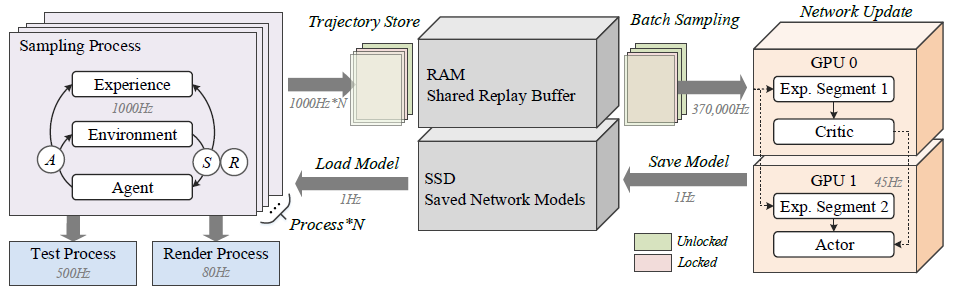 Sampling Process
Experience
1000Hz
Environment
A
S
R
Agent
Process*N
Test Process
500Hz
Render Process
80Hz
Trajectory Store
1000Hz*N
RAM
Shared Replay Buffer
Batch Sampling
370,000Hz
Load Model
1Hz
SSD
Saved Network Models
Save Model
1Hz
Unlocked
Locked
Network Update
GPU 0
Exp. Segment 1
Critic
GPU 1
45Hz
Exp. Segment 2
Actor